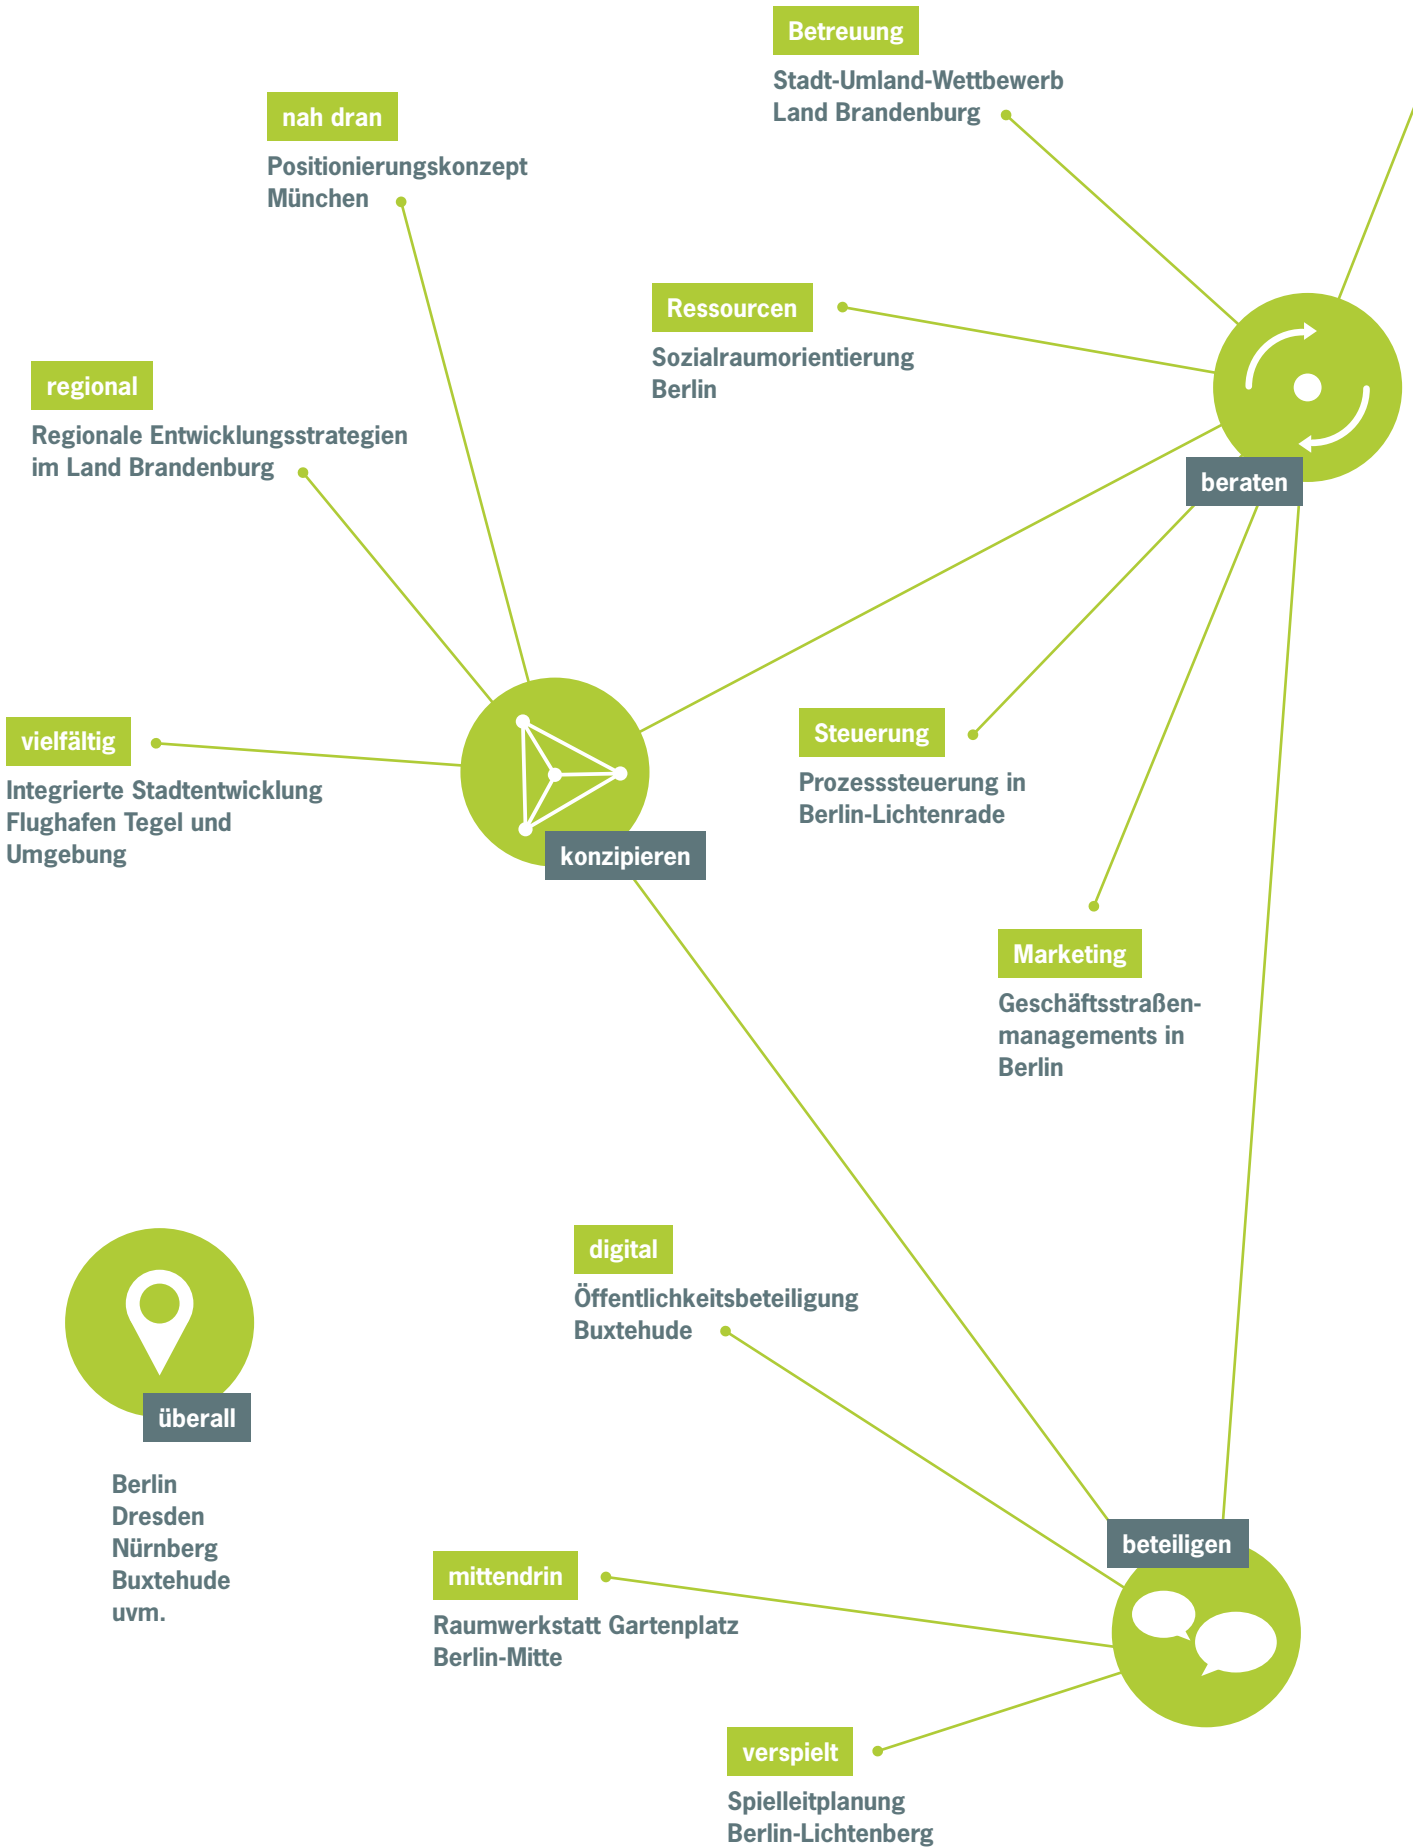 Betreuung
Stadt-Umland-Wettbewerb
Land Brandenburg
nah dran
Positionierungskonzept
München
Ressourcen
Sozialraumorientierung
Berlin
regional
Regionale Entwicklungsstrategien
im Land Brandenburg
beraten
vielfältig
Integrierte Stadtentwicklung
Flughafen Tegel und
Umgebung
konzipieren
Steuerung
Prozesssteuerung in
Berlin-Lichtenrade
Marketing
Geschäftsstraßen-
managements in
Berlin
digital
Öffentlichkeitsbeteiligung
Buxtehude
überall
Berlin
Dresden
Nürnberg
Buxtehude
uvm.
beteiligen
mittendrin
Raumwerkstatt Gartenplatz
Berlin-Mitte
verspielt
Spielleitplanung
Berlin-Lichtenberg